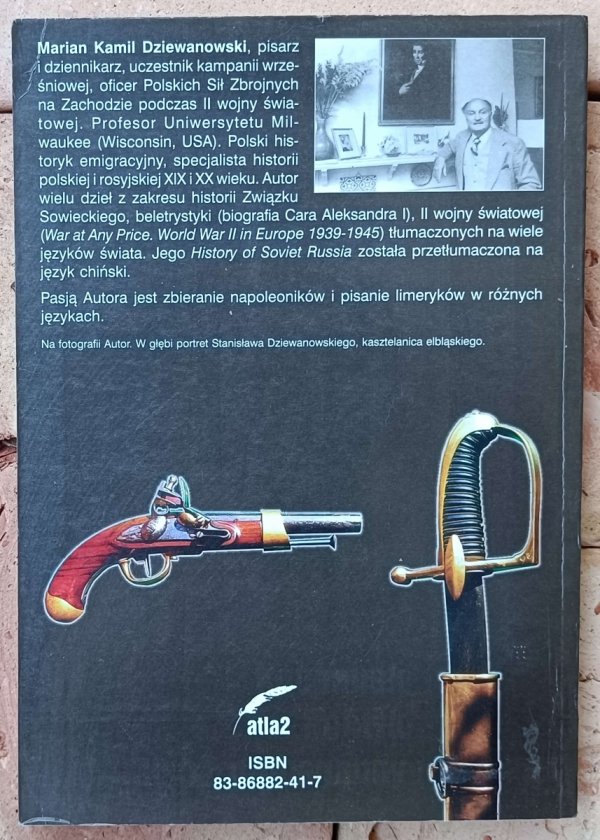 Marian Kamil Dziewanowski, pisarz
i dziennikarz, uczestnik kampanii wrze-
śniowej, oficer Polskich Sił Zbrojnych
na Zachodzie podczas II wojny świa-
towej. Profesor Uniwersytetu Mil-
waukee (Wisconsin, USA). Polski his-
toryk emigracyjny, specjalista historii
polskiej i rosyjskiej XIX i XX wieku. Autor
wielu dzieł z zakresu historii Związku
Sowieckiego, beletrystyki (biografia Cara Aleksandra I), II wojny światowej
(War at Any Price. World War II in Europe 1939-1945) tłumaczonych na wiele
języków świata. Jego History of Soviet Russia została przetłumaczona na
język chiński.
Pasją Autora jest zbieranie napoleoników i pisanie limeryków w różnych
językach.
Na fotografii Autor. W głębi portret Stanisława Dziewanowskiego, kasztelanica elbląskiego.
atla2
ISBN
83-86882-41-7